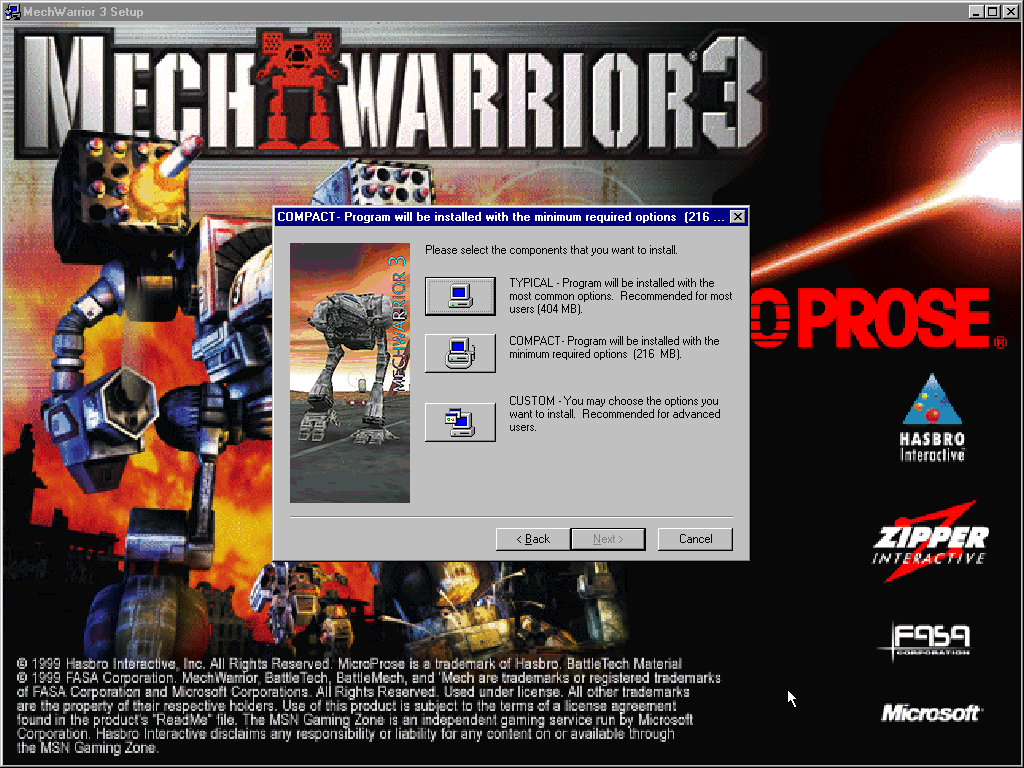 MechWarrior 3 Setup
MECHWARRIOR 3
COMPACT- Program will be installed with the minimum required options (216 ...
MECHWARRIOR 3
Please select the components that you want to install.
TYPICAL - Program will be installed with the
most common options. Recommended for most
users (404 MB).
COMPACT- Program will be installed with the
minimum required options (216 MB).
CUSTOM - You may choose the options you
want to install. Recommended for advanced
users.
< Back
Next >
Cancel
O PROSE®
HASBRO
Interactive™
ZIPPER
INTERACTIVE™
FASA
CORPORATION
Microsoft®
© 1999 Hasbro Interactive, Inc. All Rights Reserved. MicroProse is a trademark of Hasbro. BattleTech Material
© 1999 FASA Corporation. MechWarrior, BattleTech, BattleMech, and 'Mech are trademarks or registered trademarks
of FASA Corporation and Microsoft Corporations. All Rights Reserved. Used under license. All other trademarks
are the property of their respective holders. Use of this product is subject to the terms of a license agreement
found in the product's "ReadMe" file. The MSN Gaming Zone is an independent gaming service run by Microsoft
Corporation. Hasbro Interactive disclaims any responsibility or liability for any content on or available through
the MSN Gaming Zone.